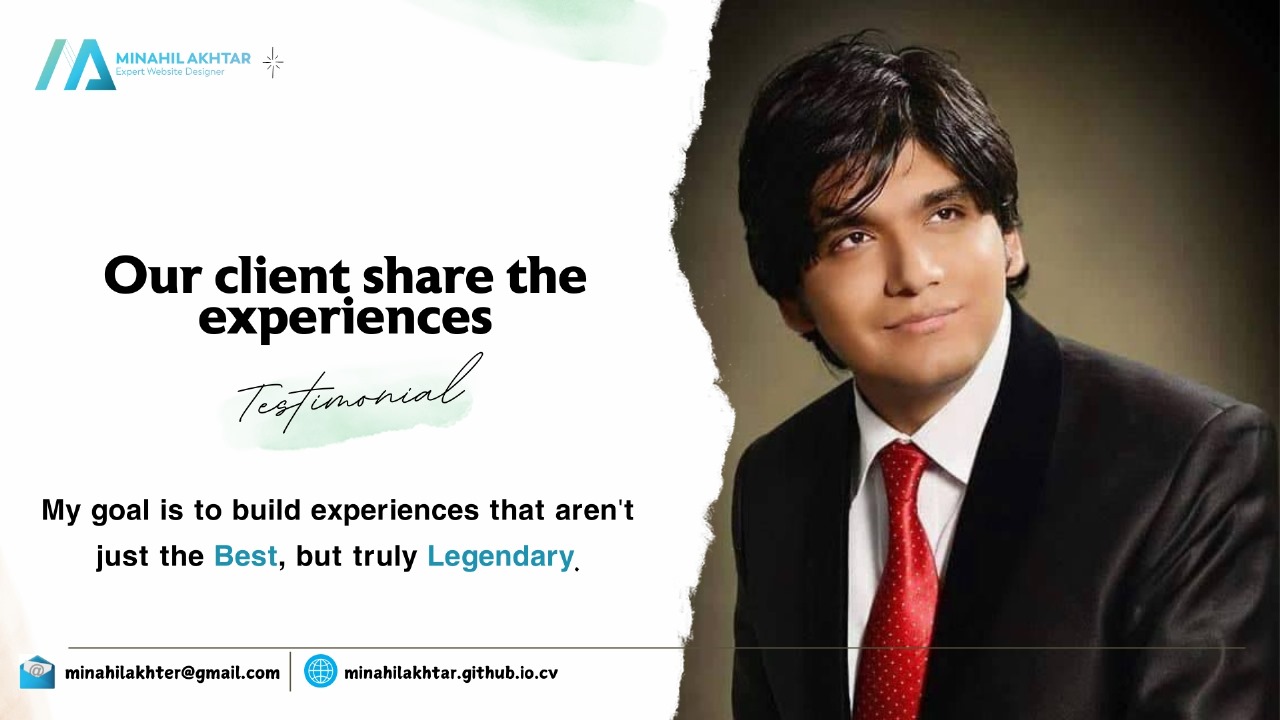 MINAHIL AKHTAR
Expert Website Designer
Our client share the
experiences
Testimonial
My goal is to build experiences that aren't
just the Best, but truly Legendary.
minahilakhter@gmail.com
minahilakhtar.github.io.cv